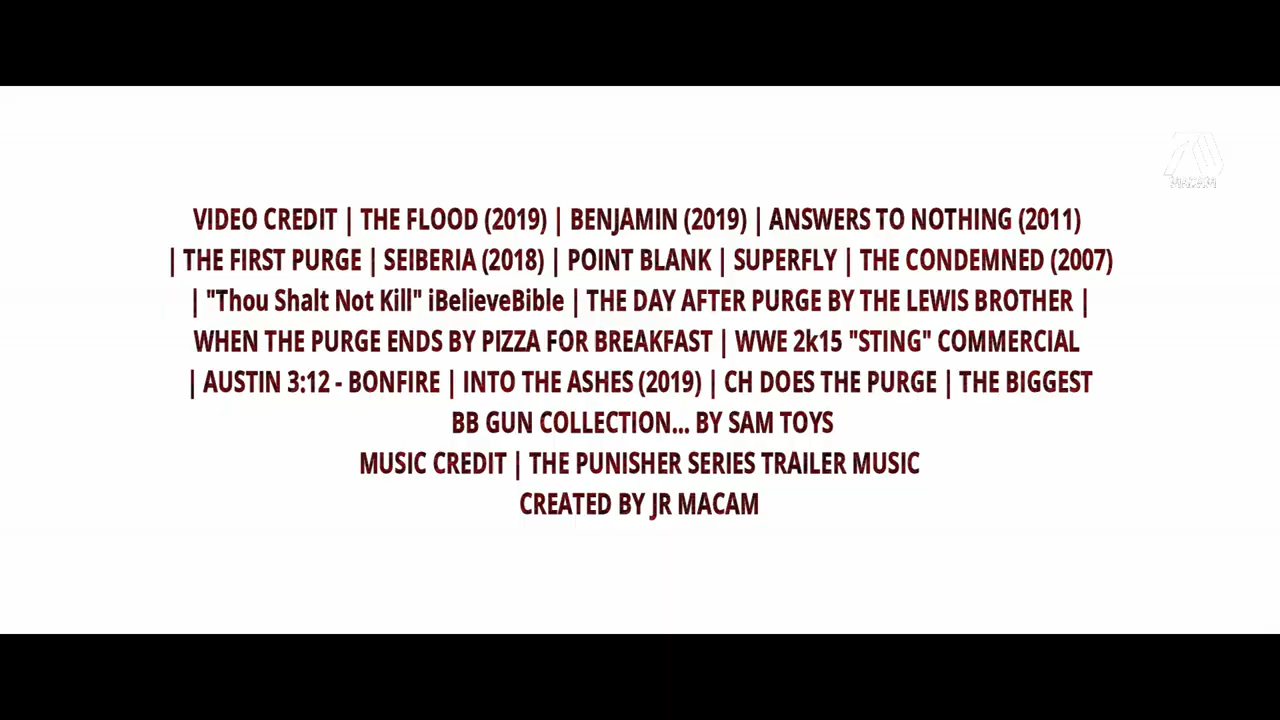 VIDEO CREDIT | THE FLOOD (2019) | BENJAMIN (2019) | ANSWERS TO NOTHING (2011)
| THE FIRST PURGE | SEIBERIA (2018) | POINT BLANK | SUPERFLY | THE CONDEMNED (2007)
| "Thou Shalt Not Kill" iBelieveBible | THE DAY AFTER PURGE BY THE LEWIS BROTHER |
WHEN THE PURGE ENDS BY PIZZA FOR BREAKFAST | WWE 2k15 "STING" COMMERCIAL
| AUSTIN 3:12 - BONFIRE | INTO THE ASHES (2019) | CH DOES THE PURGE | THE BIGGEST
BB GUN COLLECTION... BY SAM TOYS
MUSIC CREDIT | THE PUNISHER SERIES TRAILER MUSIC
CREATED BY JR MACAM